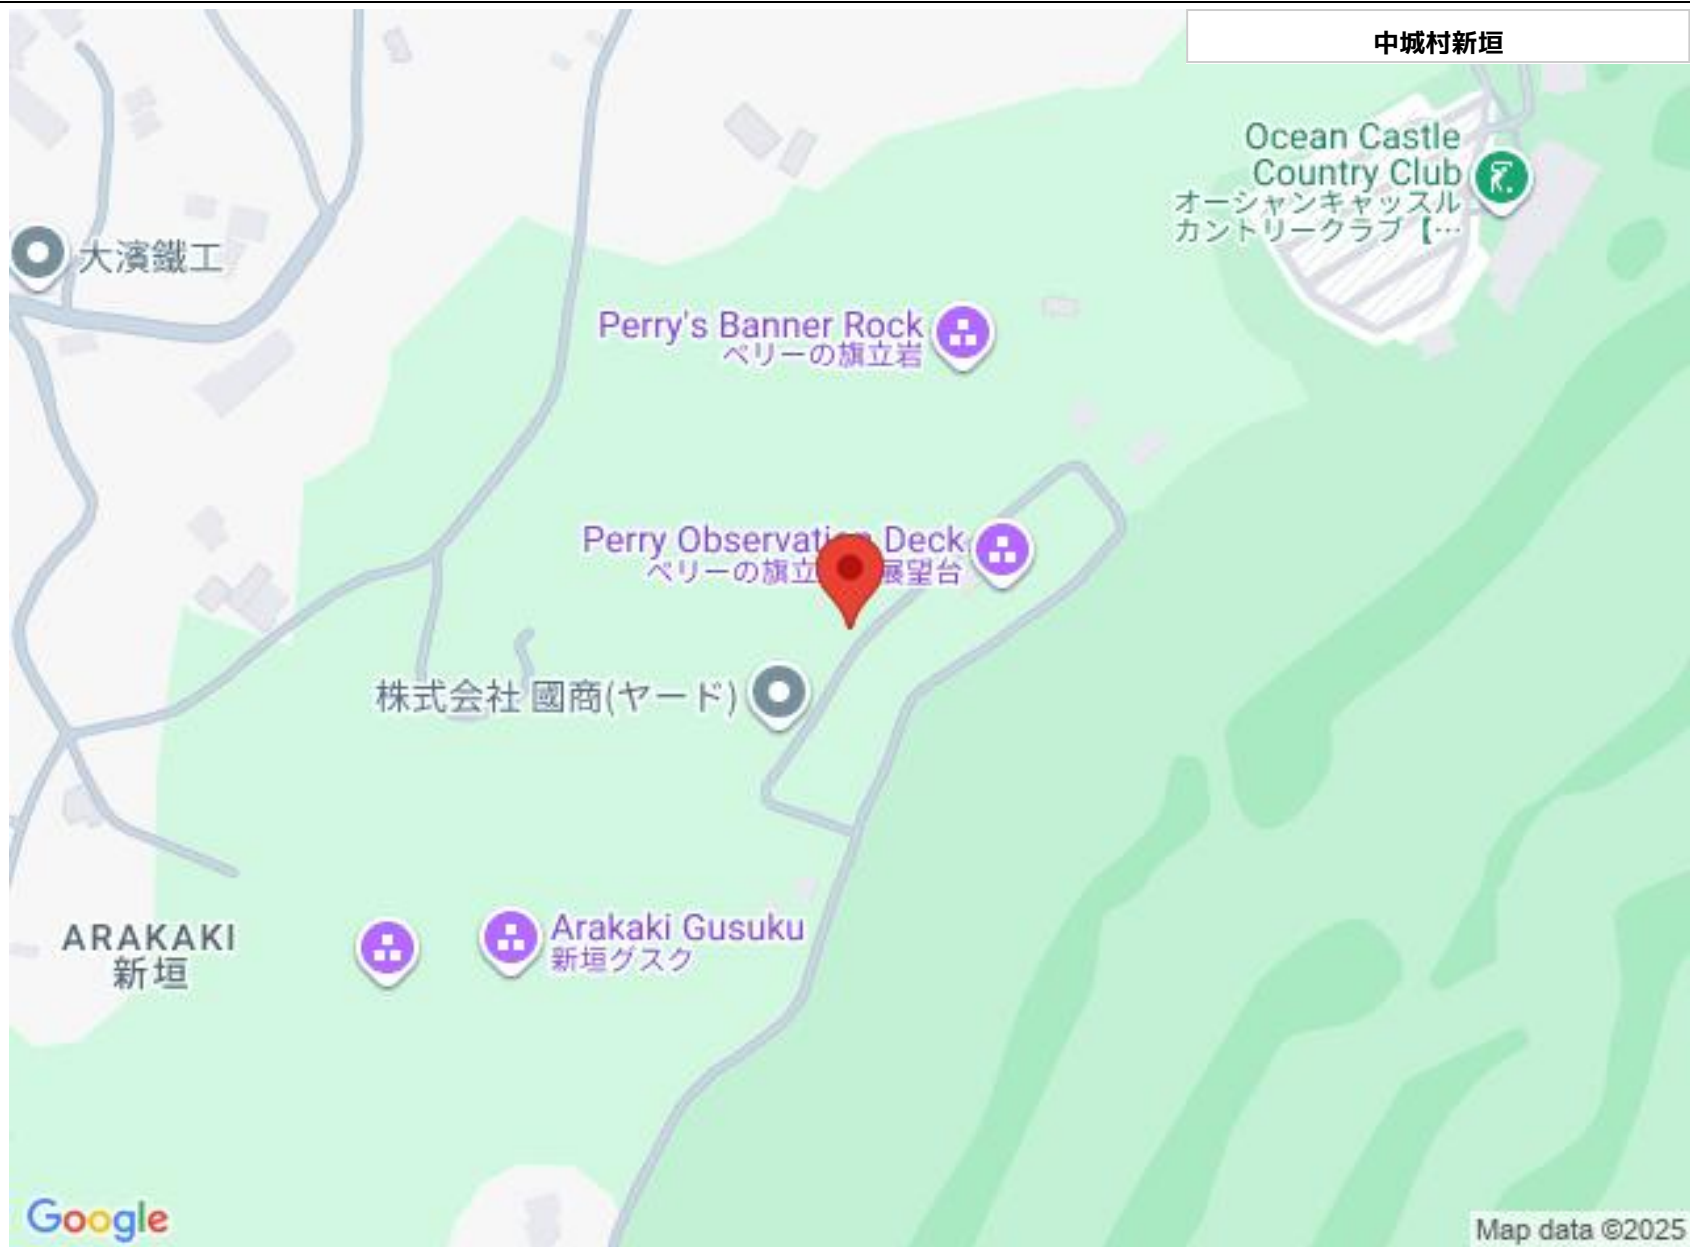 中城村新垣
Ocean Castle
Country Club
オーシャンキャッスル
カントリークラブ【…
大濱鐵工
Perry's Banner Rock
ペリーの旗立岩
Perry Observati Deck
ペリーの旗立 展望台
株式会社 國商(ヤード)
Arakaki Gusuku
新垣グスク
ARAKAKI
新垣
Google
Map data ©2025